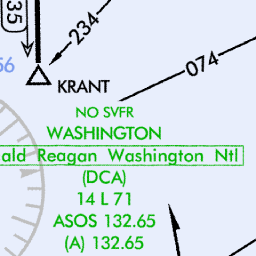 35
234
074
56
KRANT
NO SVFR
WASHINGTON
ald Reagan Washington Ntl
(DCA)
14 L 71
ASOS 132.65
(A) 132.65